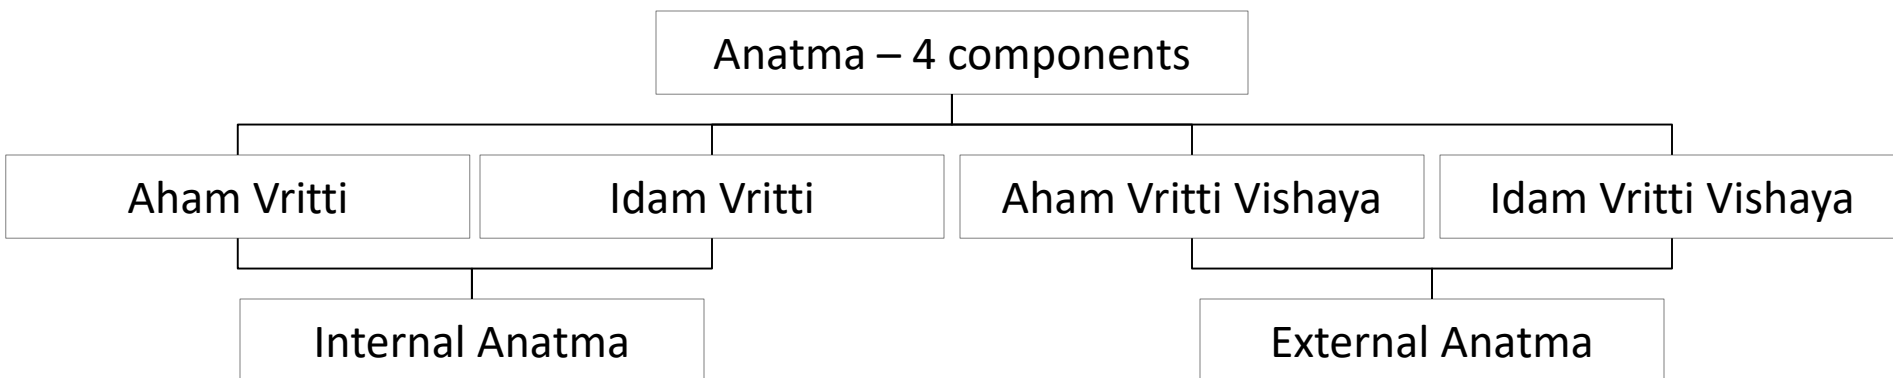 Anatma – 4 components
Aham Vritti
Idam Vritti
Aham Vritti Vishaya
Idam Vritti Vishaya
Internal Anatma
External Anatma